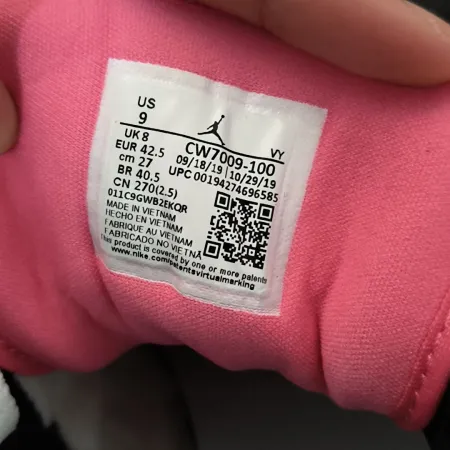 US
9
UK 8
EUR 42.5
cm 27
BR 40.5
CN 270(2.5)
VY
CW7009-100
09/18/19 10/29/19
UPC 00194274696585
011C9GWB2EKQR
MADE IN VIETNAM
HECHO EN VIETNAM
FABRIQUE AU VIETNAM
FABRICADO NO VIETNÃ
This product is covered by one or more patents
www.nike.com/patentsvirtualmarking